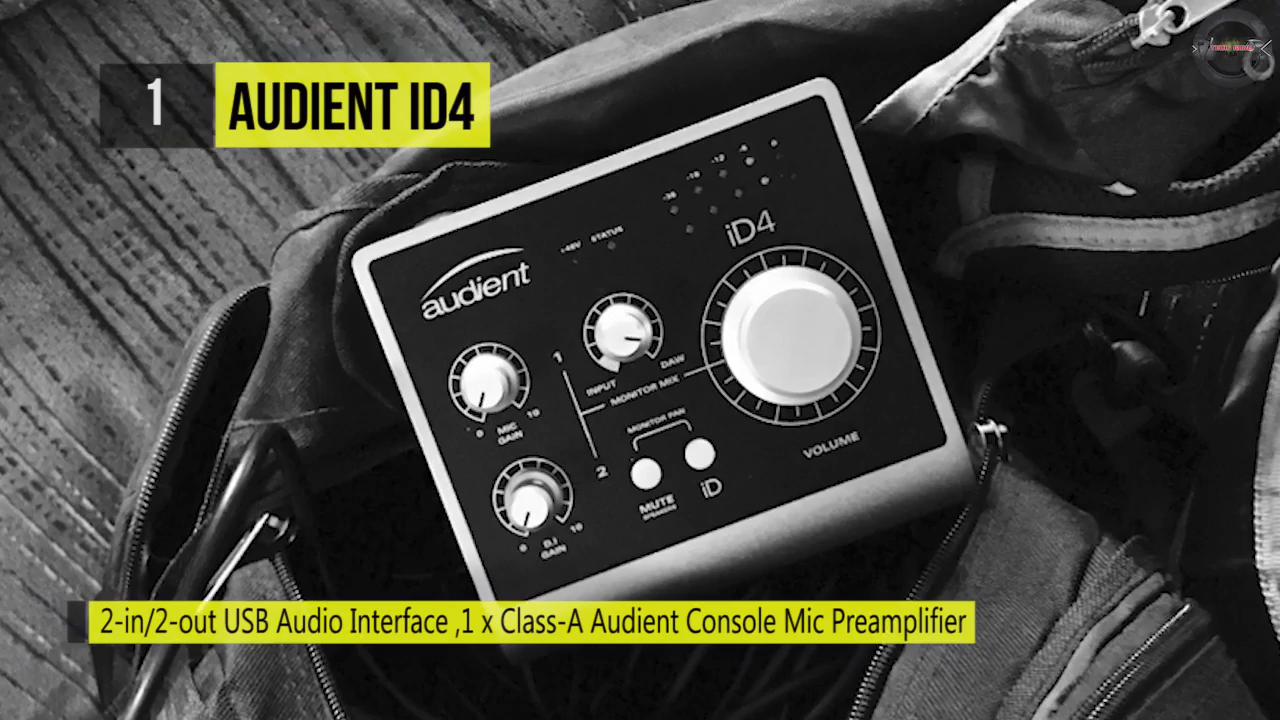 1
AUDIENT ID4
-30 -18 -12 -6
iD4
+48V STATUS
audient
1
INPUT
DAW
MONITOR MIX
0 10
MIC
GAIN
MONITOR PAN
VOLUME
2
MUTE
SPEAKERS
iD
0 10
D.I
GAIN
2-in/2-out USB Audio Interface ,1 x Class-A Audient Console Mic Preamplifier